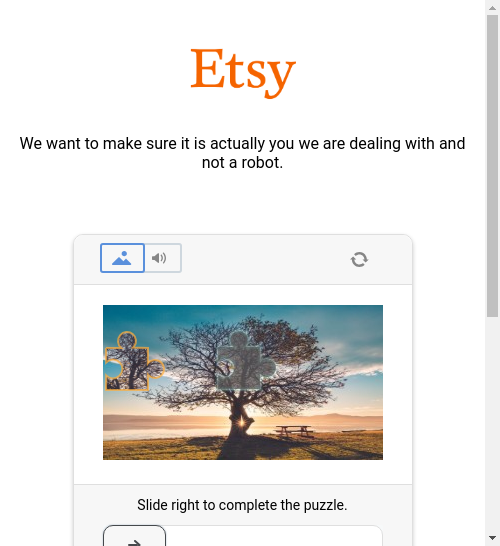 Etsy
We want to make sure it is actually you we are dealing with and
not a robot.
Slide right to complete the puzzle.